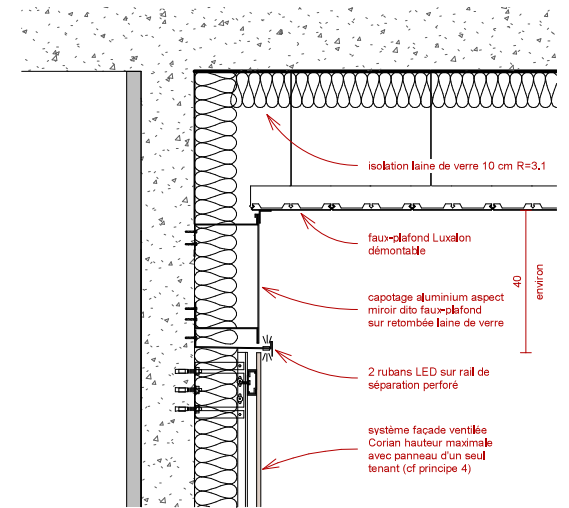 isolation laine de verre 10 cm R=3.1
faux-plafond Luxalon
démontable
40
environ
capotage aluminium aspect
miroir dito faux-plafond
sur retombée laine de verre
2 rubans LED sur rail de
séparation perforé
système façade ventilée
Corian hauteur maximale
avec panneau d'un seul
tenant (cf principe 4)